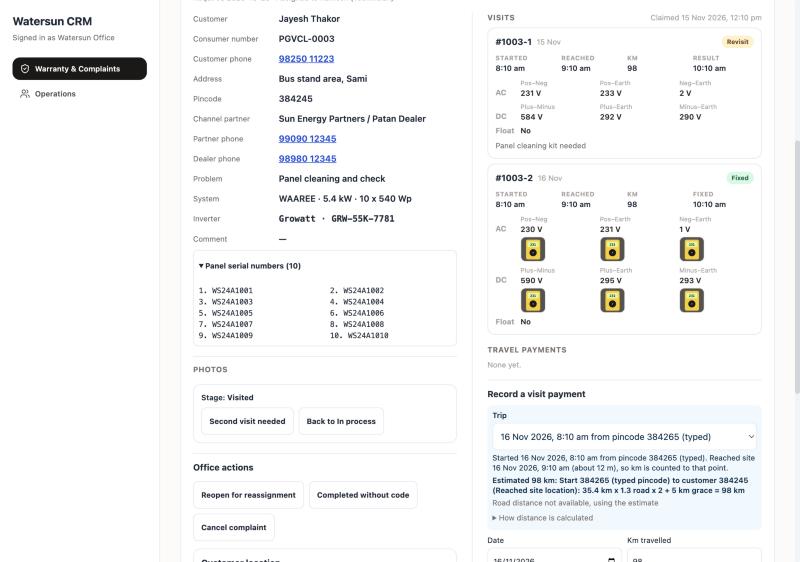 Watersun CRM
Signed in as Watersun Office
Warranty & Complaints
Operations
Customer Jayesh Thakor
Consumer number PGVCL-0003
Customer phone 98250 11223
Address Bus stand area, Sami
Pincode 384245
Channel partner Sun Energy Partners / Patan Dealer
Partner phone 99090 12345
Dealer phone 98980 12345
Problem Panel cleaning and check
System WAAREE · 5.4 kW · 10 x 540 Wp
Inverter Growatt · GRW-55K-7781
Comment —
▼ Panel serial numbers (10)
1. WS24A1001 2. WS24A1002
3. WS24A1003 4. WS24A1004
5. WS24A1005 6. WS24A1006
7. WS24A1007 8. WS24A1008
9. WS24A1009 10. WS24A1010
PHOTOS
Stage: Visited
Second visit needed Back to In process
Office actions
Reopen for reassignment Completed without code
Cancel complaint
Customer location
VISITS Claimed 15 Nov 2026, 12:10 pm
#1003-1 15 Nov Revisit
STARTED REACHED KM RESULT
8:10 am 9:10 am 98 10:10 am
Pos–Neg Pos–Earth Neg–Earth
AC 231 V 233 V 2 V
Plus–Minus Plus–Earth Minus–Earth
DC 584 V 292 V 290 V
Float No
Panel cleaning kit needed
#1003-2 16 Nov Fixed
STARTED REACHED KM FIXED
8:10 am 9:10 am 98 10:10 am
Pos–Neg Pos–Earth Neg–Earth
AC 230 V 231 V 1 V
231 231 231
Plus–Minus Plus–Earth Minus–Earth
DC 590 V 295 V 293 V
231 231 231
Float No
TRAVEL PAYMENTS
None yet.
Record a visit payment
Trip
16 Nov 2026, 8:10 am from pincode 384265 (typed)
Started 16 Nov 2026, 8:10 am from pincode 384265 (typed). Reached site
16 Nov 2026, 9:10 am (about 12 m), so km is counted to that point.
Estimated 98 km: Start 384265 (typed pincode) to customer 384245
(Reached site location): 35.4 km x 1.3 road x 2 + 5 km grace = 98 km
Road distance not available, using the estimate
▶ How distance is calculated
Date Km travelled
16/11/2026 98